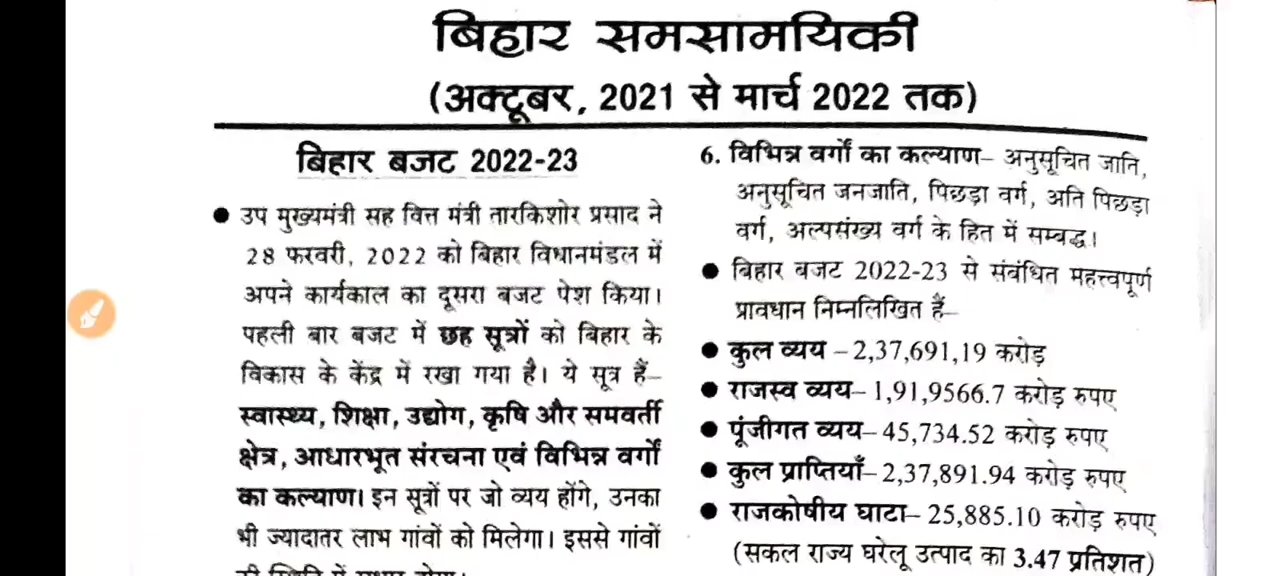 बिहार समसामयिकी
(अक्टूबर, 2021 से मार्च 2022 तक)
बिहार बजट 2022-23
● उप मुख्यमंत्री सह वित्त मंत्री तारकिशोर प्रसाद ने
28 फरवरी, 2022 को बिहार विधानमंडल में
अपने कार्यकाल का दूसरा बजट पेश किया।
पहली बार बजट में छह सूत्रों को बिहार के
विकास के केंद्र में रखा गया है। ये सूत्र हैं–
स्वास्थ्य, शिक्षा, उद्योग, कृषि और समवर्ती
क्षेत्र, आधारभूत संरचना एवं विभिन्न वर्गों
का कल्याण। इन सूत्रों पर जो व्यय होंगे, उनका
भी ज्यादातर लाभ गांवों को मिलेगा। इससे गांवों
6. विभिन्न वर्गों का कल्याण– अनुसूचित जाति,
अनुसूचित जनजाति, पिछड़ा वर्ग, अति पिछड़ा
वर्ग, अल्पसंख्य वर्ग के हित में सम्बद्ध।
● बिहार बजट 2022-23 से संबंधित महत्त्वपूर्ण
प्रावधान निम्नलिखित हैं–
● कुल व्यय –2,37,691,19 करोड़
● राजस्व व्यय–1,91,9566.7 करोड़ रुपए
● पूंजीगत व्यय–45,734.52 करोड़ रुपए
● कुल प्राप्तियाँ–2,37,891.94 करोड़ रुपए
● राजकोषीय घाटा– 25,885.10 करोड़ रुपए
(सकल राज्य घरेलू उत्पाद का 3.47 प्रतिशत)